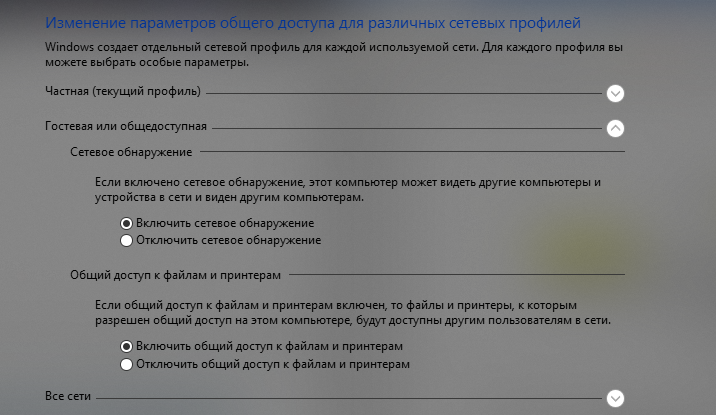 Изменение параметров общего доступа для различных сетевых профилей
Windows создает отдельный сетевой профиль для каждой используемой сети. Для каждого профиля вы
можете выбрать особые параметры.
Частная (текущий профиль)
Гостевая или общедоступная
Сетевое обнаружение
Если включено сетевое обнаружение, этот компьютер может видеть другие компьютеры и
устройства в сети и виден другим компьютерам.
Включить сетевое обнаружение
Отключить сетевое обнаружение
Общий доступ к файлам и принтерам
Если общий доступ к файлам и принтерам включен, то файлы и принтеры, к которым
разрешен общий доступ на этом компьютере, будут доступны другим пользователям в сети.
Включить общий доступ к файлам и принтерам
Отключить общий доступ к файлам и принтерам
Все сети